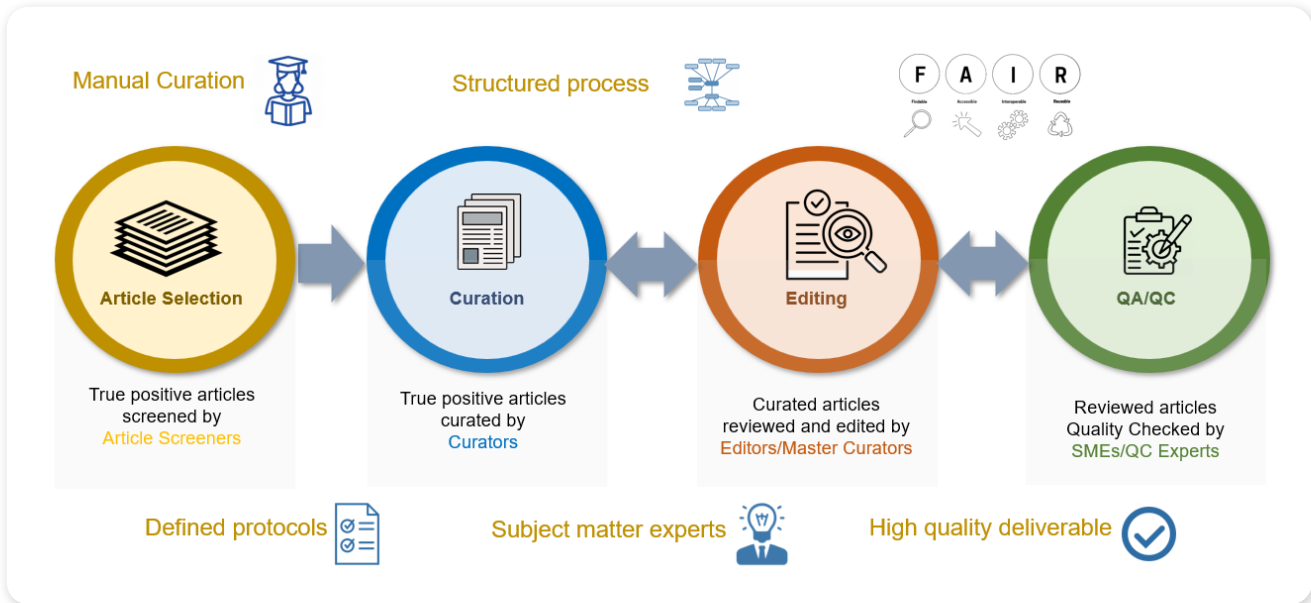 Manual Curation
Structured process
F A I R
Findable Accessible Interoperable Reusable
Article Selection
Curation
Editing
QA/QC
True positive articles
screened by
Article Screeners
True positive articles
curated by
Curators
Curated articles
reviewed and edited by
Editors/Master Curators
Reviewed articles
Quality Checked by
SMEs/QC Experts
Defined protocols
Subject matter experts
High quality deliverable